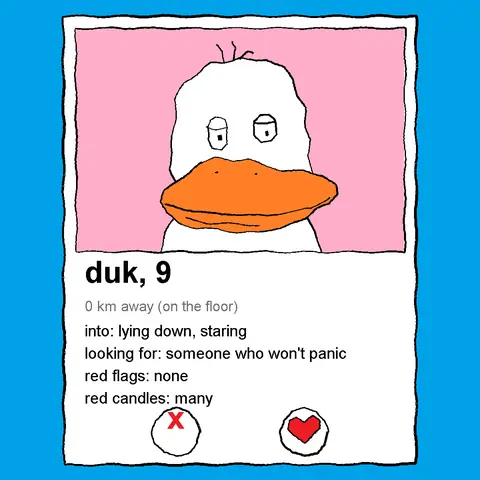 duk, 9
0 km away (on the floor)
into: lying down, staring
looking for: someone who won't panic
red flags: none
red candles: many
X